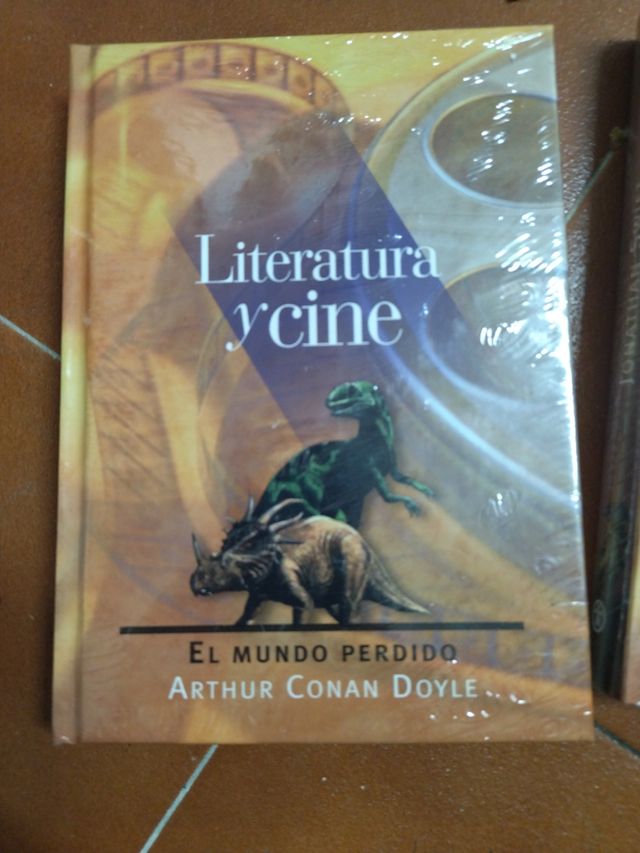 Literatura
y cine
EL MUNDO PERDIDO
ARTHUR CONAN DOYLE